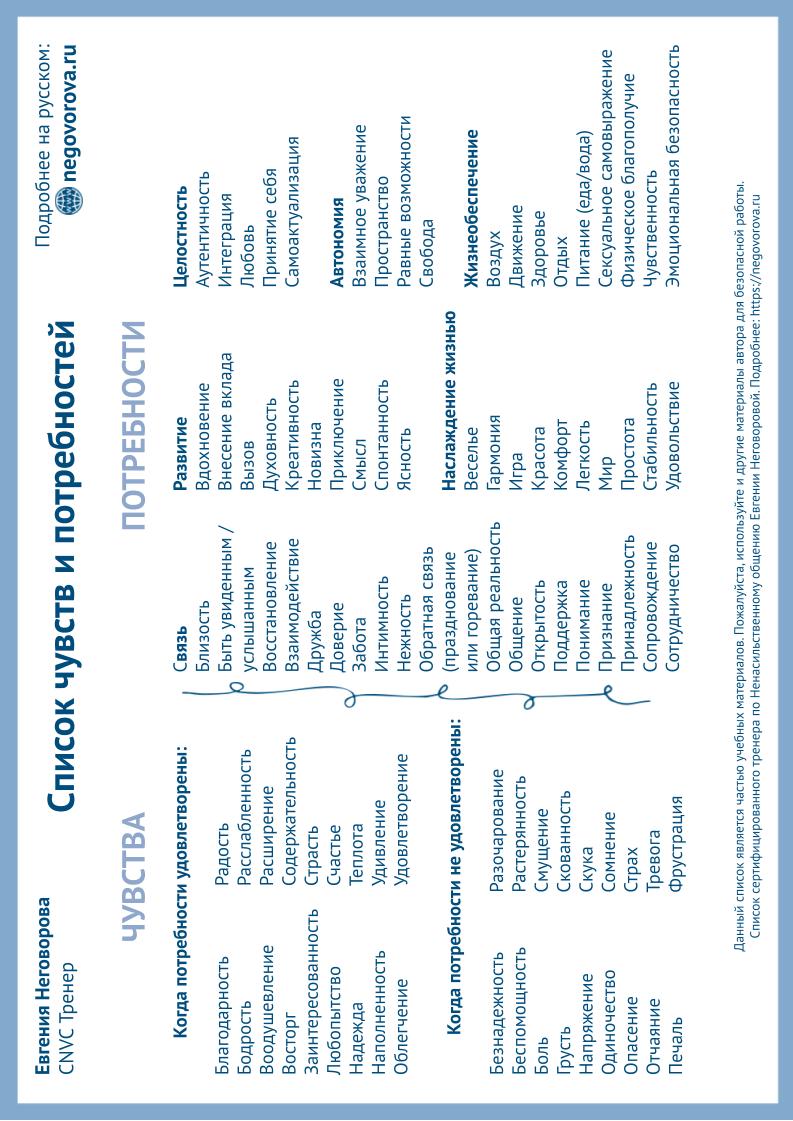 Евгения Неговорова
CNVC Тренер
Список чувств и потребностей
Подробнее на русском:
negovorova.ru
ЧУВСТВА
Когда потребности удовлетворены:
Благодарность
Бодрость
Воодушевление
Восторг
Заинтересованность
Любопытство
Надежда
Наполненность
Облегчение
Радость
Расслабленность
Расширение
Содержательность
Страсть
Счастье
Теплота
Удивление
Удовлетворение
Когда потребности не удовлетворены:
Безнадежность
Беспомощность
Боль
Грусть
Напряжение
Одиночество
Опасение
Отчаяние
Печаль
Разочарование
Растерянность
Смущение
Скованность
Скука
Сомнение
Страх
Тревога
Фрустрация
ПОТРЕБНОСТИ
Связь
Близость
Быть увиденным /
услышанным
Восстановление
Взаимодействие
Дружба
Доверие
Забота
Интимность
Нежность
Обратная связь
(празднование
или горевание)
Общая реальность
Общение
Открытость
Поддержка
Понимание
Признание
Принадлежность
Сопровождение
Сотрудничество
Развитие
Вдохновение
Внесение вклада
Вызов
Духовность
Креативность
Новизна
Приключение
Смысл
Спонтанность
Ясность
Наслаждение жизнью
Веселье
Гармония
Игра
Красота
Комфорт
Легкость
Мир
Простота
Стабильность
Удовольствие
Целостность
Аутентичность
Интеграция
Любовь
Принятие себя
Самоактуализация
Автономия
Взаимное уважение
Пространство
Равные возможности
Свобода
Жизнеобеспечение
Воздух
Движение
Здоровье
Отдых
Питание (еда/вода)
Сексуальное самовыражение
Физическое благополучие
Чувственность
Эмоциональная безопасность
Данный список является частью учебных материалов. Пожалуйста, используйте и другие материалы автора для безопасной работы.
Список сертифицированного тренера по Ненасильственному общению Евгении Неговоровой. Подробнее: https://negovorova.ru